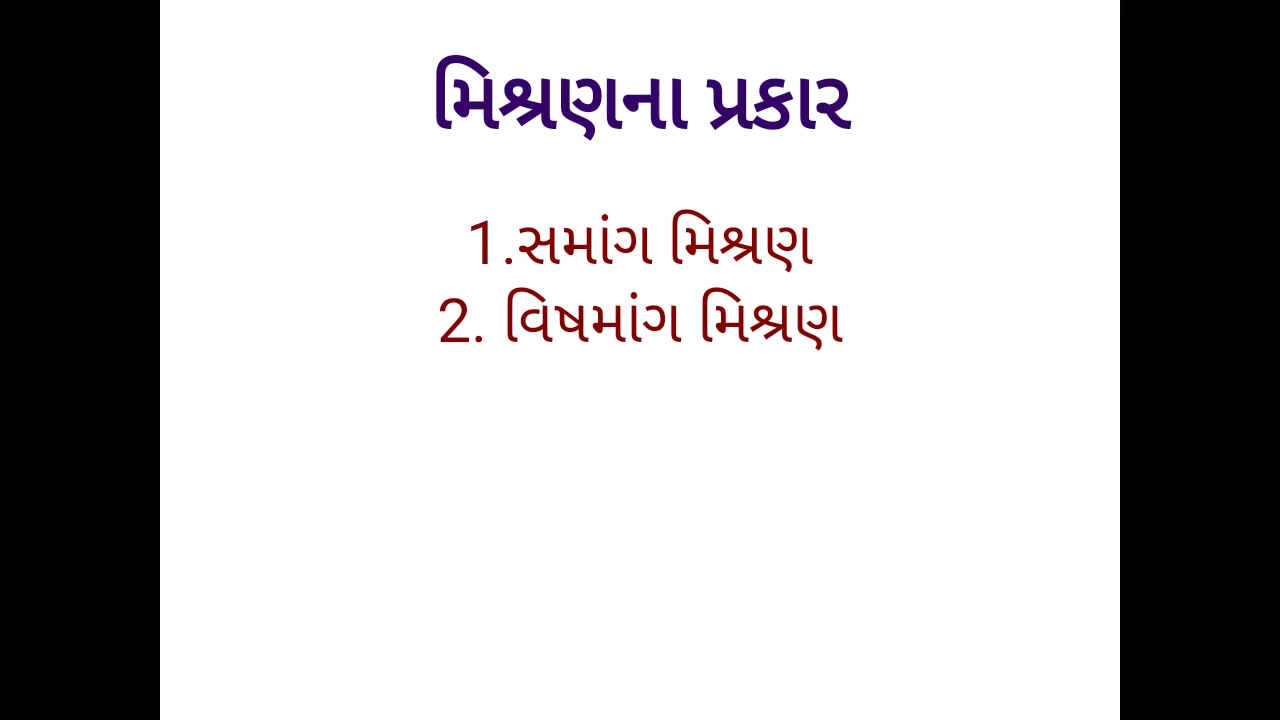 મિશ્રણના પ્રકાર
1.સમાંગ મિશ્રણ
2. વિષમાંગ મિશ્રણ